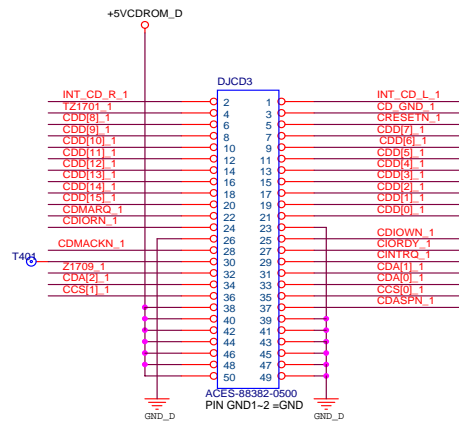 +5VCDROM_D
DJCD3
INT_CD_R_1 2 1 INT_CD_L_1
TZ1701_1 4 3 CD_GND_1
CDD[8]_1 6 5 CRESETN_1
CDD[9]_1 8 7 CDD[7]_1
CDD[10]_1 10 9 CDD[6]_1
CDD[11]_1 12 11 CDD[5]_1
CDD[12]_1 14 13 CDD[4]_1
CDD[13]_1 16 15 CDD[3]_1
CDD[14]_1 18 17 CDD[2]_1
CDD[15]_1 20 19 CDD[1]_1
CDMARQ_1 22 21 CDD[0]_1
CDIORN_1 24 23
26 25 CDIOWN_1
CDMACKN_1 28 27 CIORDY_1
T401 30 29 CINTRQ_1
Z1709_1 32 31 CDA[1]_1
CDA[2]_1 34 33 CDA[0]_1
CCS[1]_1 36 35 CCS[0]_1
38 37 CDASPN_1
40 39
42 41
44 43
46 45
48 47
50 49
ACES-88382-0500
PIN GND1~2 =GND
GND_D GND_D